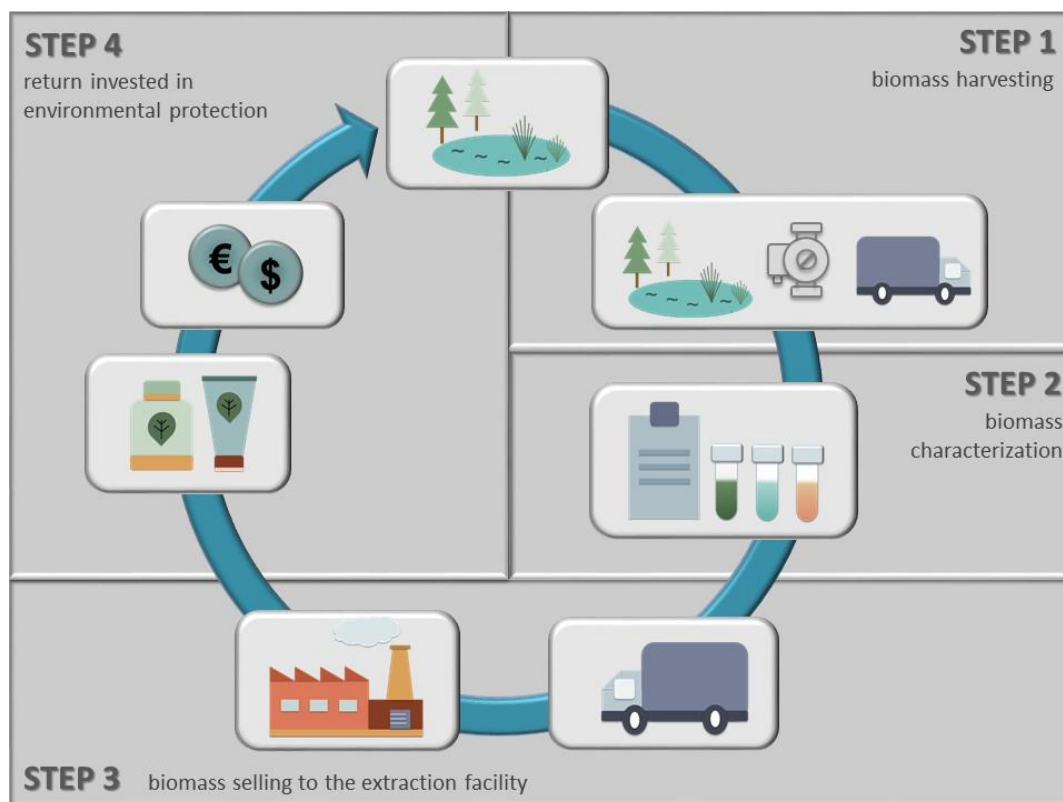 STEP 4
return invested in
environmental protection
STEP 1
biomass harvesting
€
$
STEP 2
biomass
characterization
STEP 3 biomass selling to the extraction facility